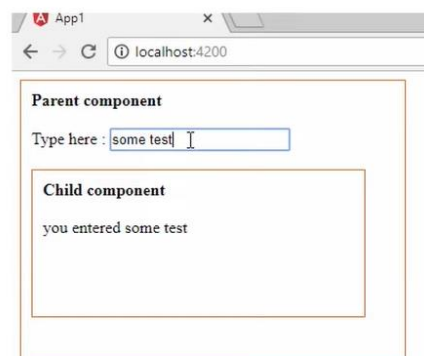 App1
localhost:4200
Parent component
Type here : some test
Child component
you entered some test